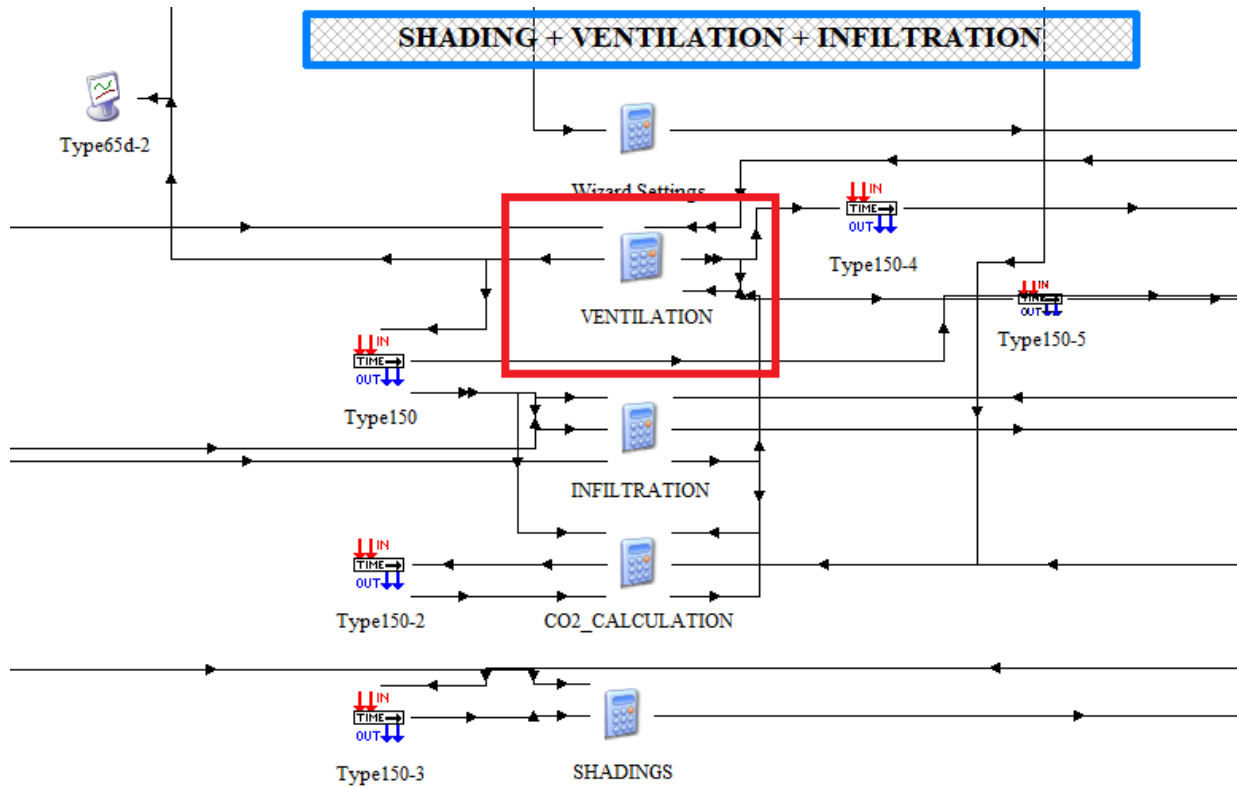 SHADING + VENTILATION + INFILTRATION
Type65d-2
Wizard Settings
IN
TIME
OUT
Type150-4
VENTILATION
IN
OUT
Type150-5
IN
TIME
OUT
Type150
INFILTRATION
IN
TIME
OUT
Type150-2
CO2_CALCULATION
IN
TIME
OUT
Type150-3
SHADINGS